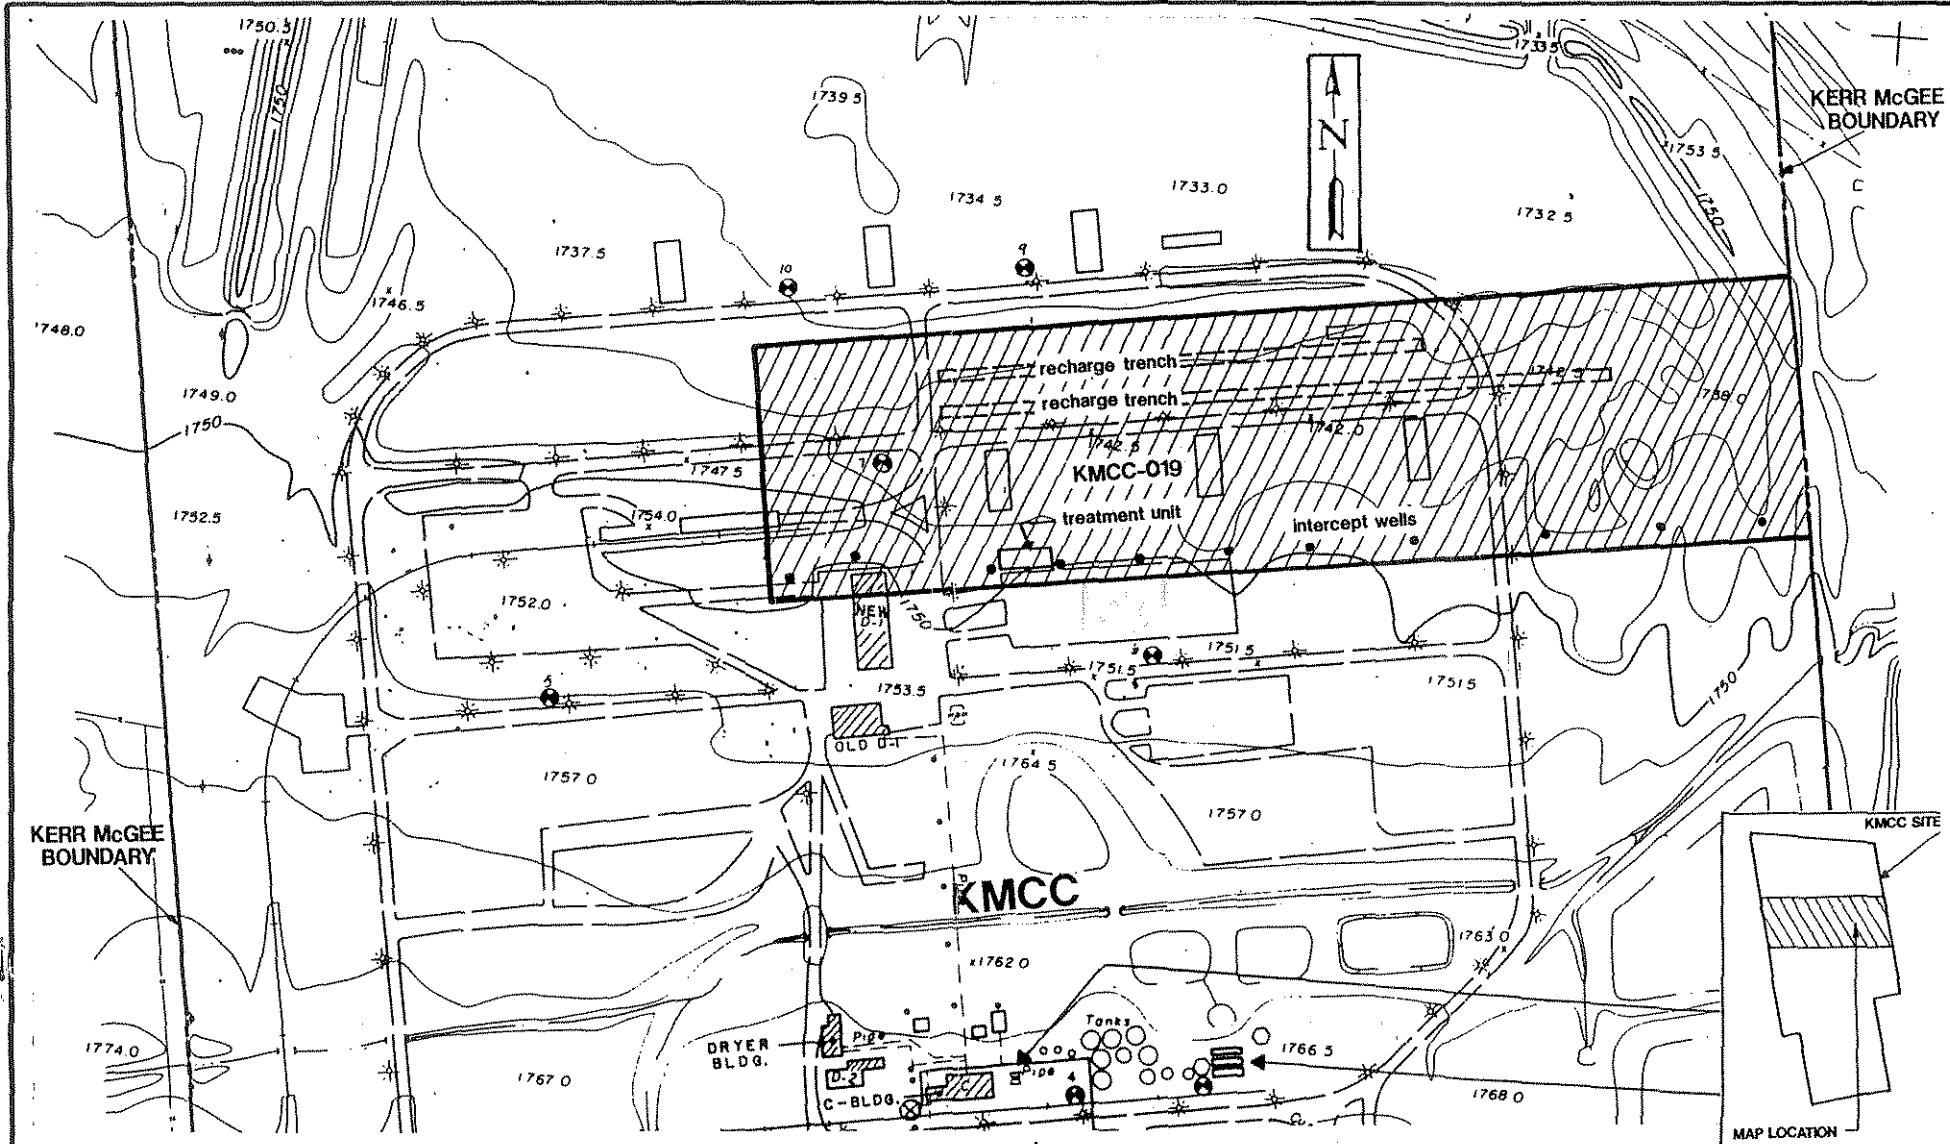 1750.5
1733.5
1750
1739.5
KERR McGEE
BOUNDARY
N
1753.5
C
1734.5
1733.0
1732.5
1750
1737.5
9
10
1746.5
1748.0
recharge trench
1749.0
recharge trench
1738.0
1750
1742.5
1742.0
7
1747.5
KMCC-019
1752.5
1754.0
treatment unit
intercept wells
1752.0
NEW
D-1
1750
1751.5
1751.5
1751.5
5
1753.5
1750
OLD D-1
1757.0
1764.5
1757.0
KERR McGEE
BOUNDARY
KMCC SITE
KMCC
1763.0
x1762.0
Tanks
DRYER
BLDG.
Pipe
1774.0
1766.5
1767.0
D-2
Pipe
4
C
C-BLDG.
1768.0
MAP LOCATION